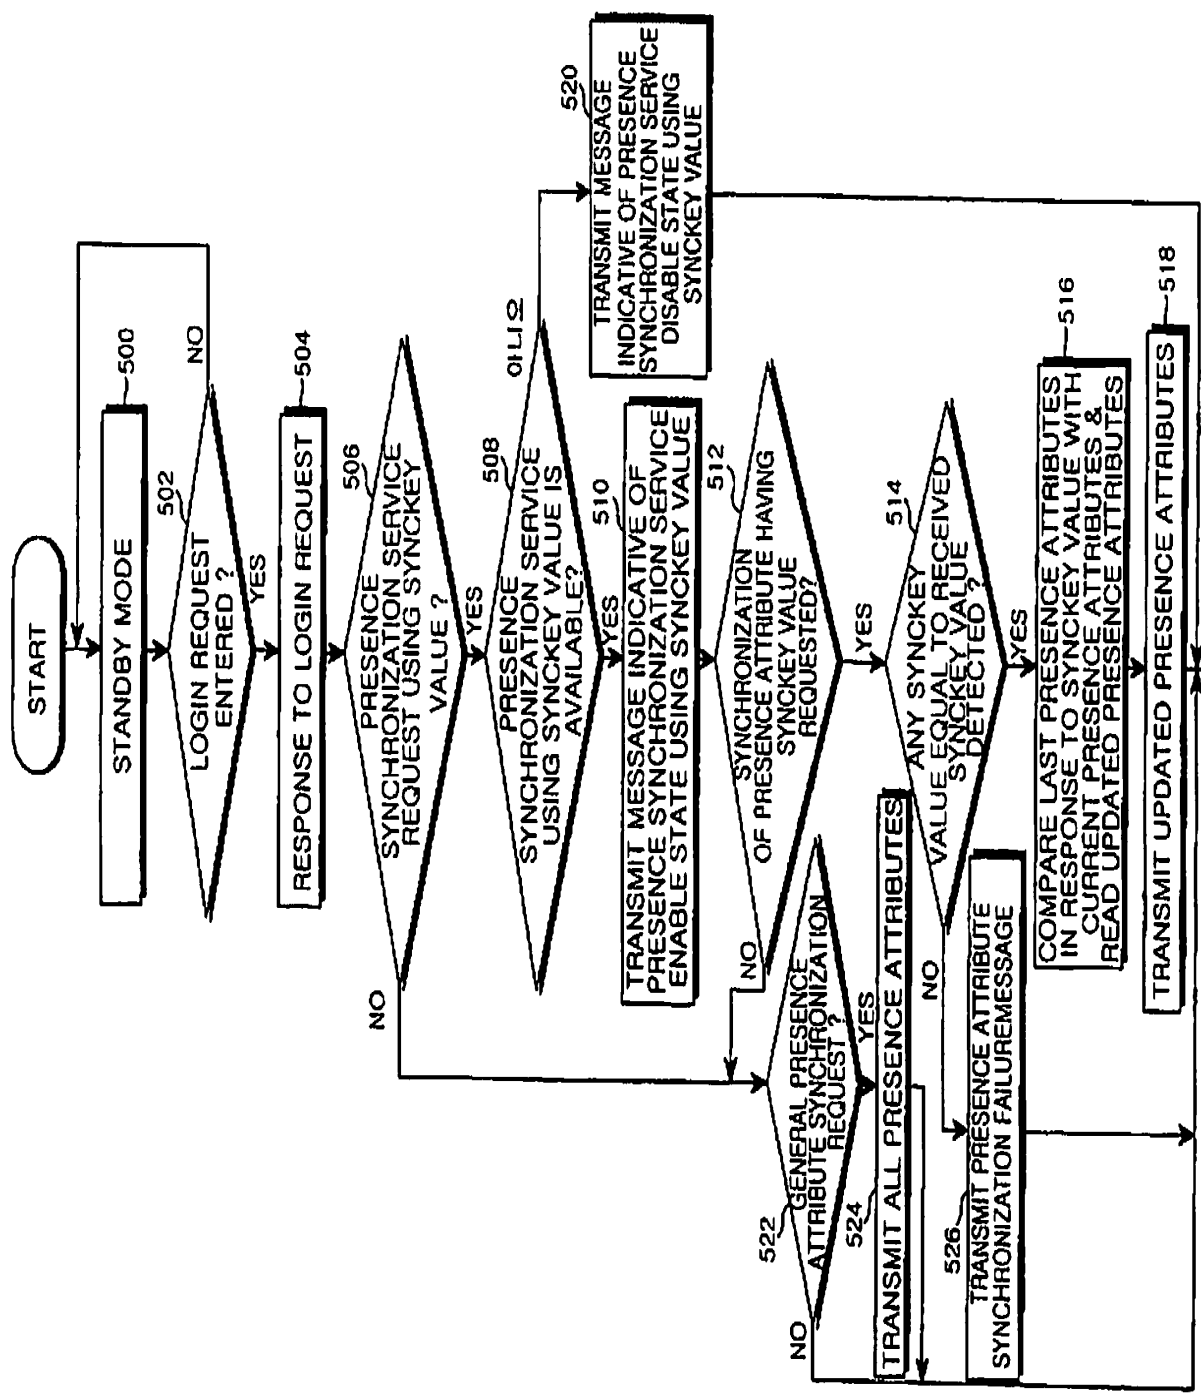 START
STANDBY MODE
500
502
LOGIN REQUEST
ENTERED ?
NO
YES
RESPONSE TO LOGIN REQUEST
504
506
PRESENCE
SYNCHRONIZATION SERVICE
REQUEST USING SYNCKEY
VALUE ?
NO
YES
508
PRESENCE
SYNCHRONIZATION SERVICE
USING SYNCKEY VALUE IS
AVAILABLE?
아니오
YES
520
TRANSMIT MESSAGE
INDICATIVE OF PRESENCE
SYNCHRONIZATION SERVICE
DISABLE STATE USING
SYNCKEY VALUE
510
TRANSMIT MESSAGE INDICATIVE OF
PRESENCE SYNCHRONIZATION SERVICE
ENABLE STATE USING SYNCKEY VALUE
512
SYNCHRONIZATION
OF PRESENCE ATTRIBUTE HAVING
SYNCKEY VALUE
REQUESTED?
NO
YES
522
GENERAL PRESENCE
ATTRIBUTE SYNCHRONIZATION
REQUEST ?
NO
YES
524
TRANSMIT ALL PRESENCE ATTRIBUTES
514
ANY SYNCKEY
VALUE EQUAL TO RECEIVED
SYNCKEY VALUE
DETECTED ?
NO
YES
526
TRANSMIT PRESENCE ATTRIBUTE
SYNCHRONIZATION FAILUREMESSAGE
516
COMPARE LAST PRESENCE ATTRIBUTES
IN RESPONSE TO SYNCKEY VALUE WITH
CURRENT PRESENCE ATTRIBUTES &
READ UPDATED PRESENCE ATTRIBUTES
518
TRANSMIT UPDATED PRESENCE ATTRIBUTES